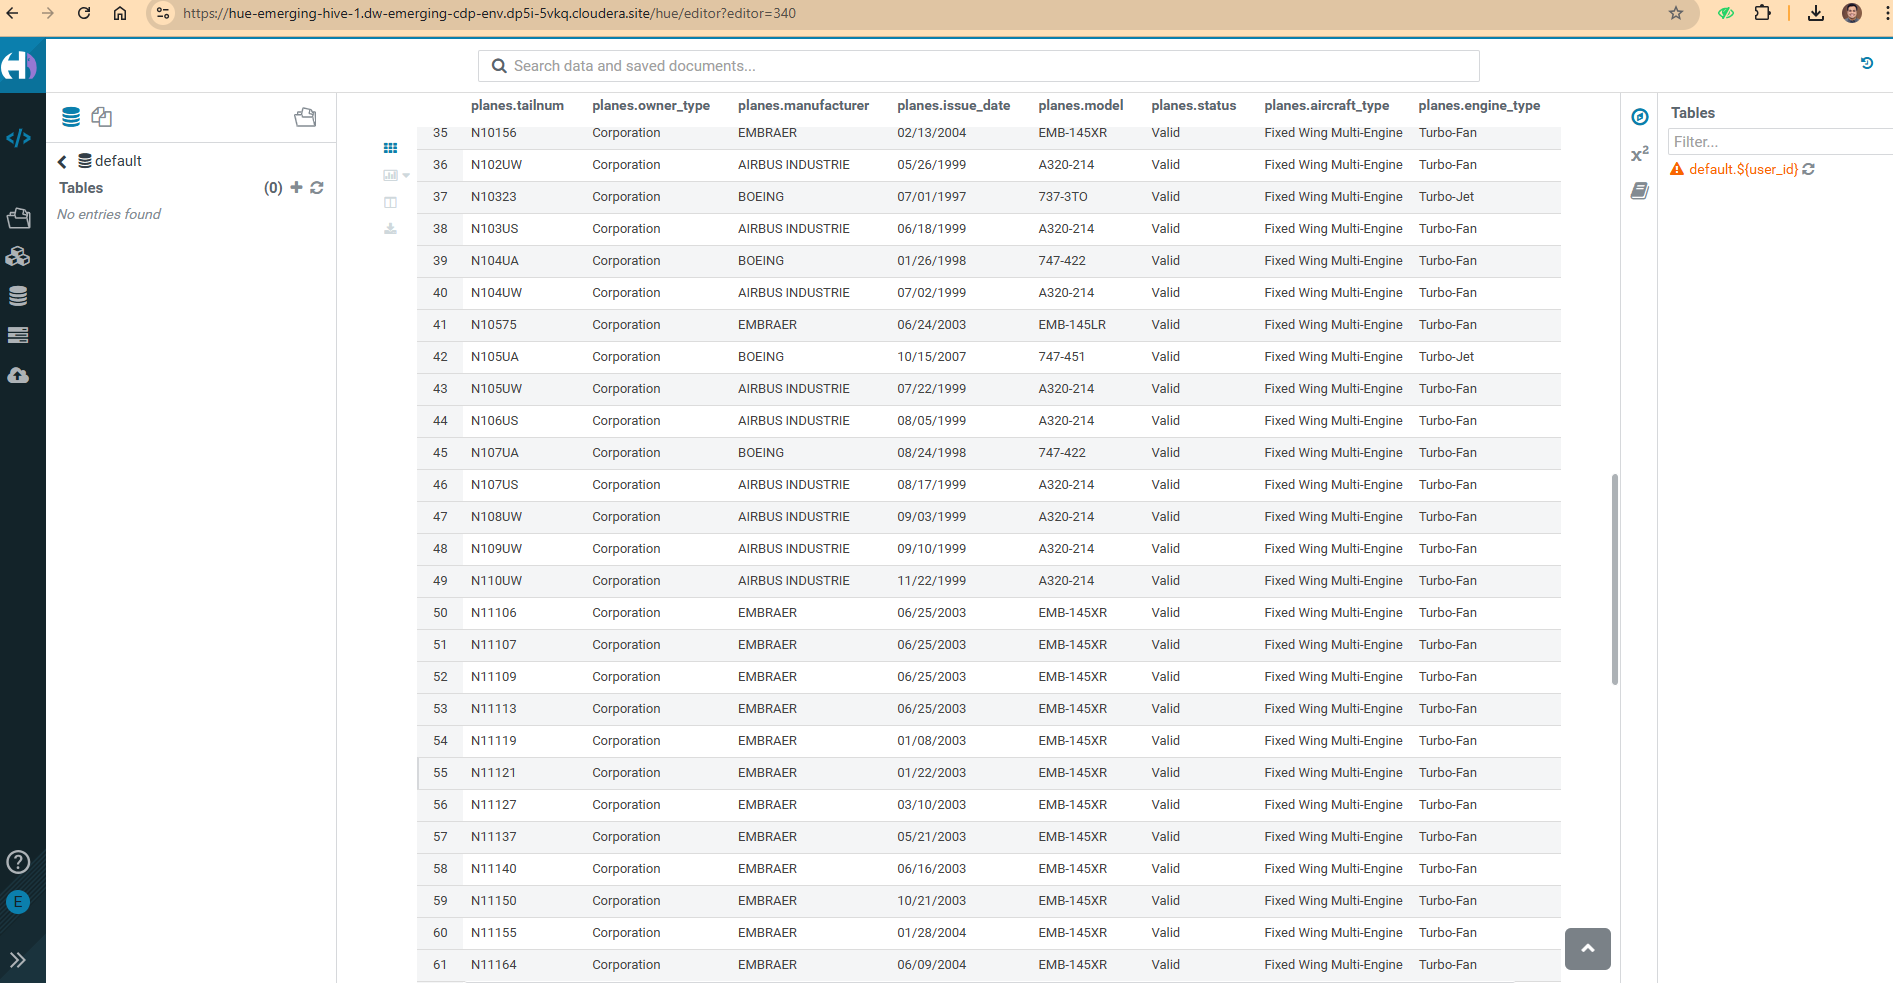 https://hue-emerging-hive-1.dw-emerging-cdp-env.dp5i-5vkq.cloudera.site/hue/editor?editor=340
Search data and saved documents...
default
Tables (0)
No entries found
planes.tailnum planes.owner_type planes.manufacturer planes.issue_date planes.model planes.status planes.aircraft_type planes.engine_type
35 N10156 Corporation EMBRAER 02/13/2004 EMB-145XR Valid Fixed Wing Multi-Engine Turbo-Fan
36 N102UW Corporation AIRBUS INDUSTRIE 05/26/1999 A320-214 Valid Fixed Wing Multi-Engine Turbo-Fan
37 N10323 Corporation BOEING 07/01/1997 737-3TO Valid Fixed Wing Multi-Engine Turbo-Jet
38 N103US Corporation AIRBUS INDUSTRIE 06/18/1999 A320-214 Valid Fixed Wing Multi-Engine Turbo-Fan
39 N104UA Corporation BOEING 01/26/1998 747-422 Valid Fixed Wing Multi-Engine Turbo-Fan
40 N104UW Corporation AIRBUS INDUSTRIE 07/02/1999 A320-214 Valid Fixed Wing Multi-Engine Turbo-Fan
41 N10575 Corporation EMBRAER 06/24/2003 EMB-145LR Valid Fixed Wing Multi-Engine Turbo-Fan
42 N105UA Corporation BOEING 10/15/2007 747-451 Valid Fixed Wing Multi-Engine Turbo-Jet
43 N105UW Corporation AIRBUS INDUSTRIE 07/22/1999 A320-214 Valid Fixed Wing Multi-Engine Turbo-Fan
44 N106US Corporation AIRBUS INDUSTRIE 08/05/1999 A320-214 Valid Fixed Wing Multi-Engine Turbo-Fan
45 N107UA Corporation BOEING 08/24/1998 747-422 Valid Fixed Wing Multi-Engine Turbo-Fan
46 N107US Corporation AIRBUS INDUSTRIE 08/17/1999 A320-214 Valid Fixed Wing Multi-Engine Turbo-Fan
47 N108UW Corporation AIRBUS INDUSTRIE 09/03/1999 A320-214 Valid Fixed Wing Multi-Engine Turbo-Fan
48 N109UW Corporation AIRBUS INDUSTRIE 09/10/1999 A320-214 Valid Fixed Wing Multi-Engine Turbo-Fan
49 N110UW Corporation AIRBUS INDUSTRIE 11/22/1999 A320-214 Valid Fixed Wing Multi-Engine Turbo-Fan
50 N11106 Corporation EMBRAER 06/25/2003 EMB-145XR Valid Fixed Wing Multi-Engine Turbo-Fan
51 N11107 Corporation EMBRAER 06/25/2003 EMB-145XR Valid Fixed Wing Multi-Engine Turbo-Fan
52 N11109 Corporation EMBRAER 06/25/2003 EMB-145XR Valid Fixed Wing Multi-Engine Turbo-Fan
53 N11113 Corporation EMBRAER 06/25/2003 EMB-145XR Valid Fixed Wing Multi-Engine Turbo-Fan
54 N11119 Corporation EMBRAER 01/08/2003 EMB-145XR Valid Fixed Wing Multi-Engine Turbo-Fan
55 N11121 Corporation EMBRAER 01/22/2003 EMB-145XR Valid Fixed Wing Multi-Engine Turbo-Fan
56 N11127 Corporation EMBRAER 03/10/2003 EMB-145XR Valid Fixed Wing Multi-Engine Turbo-Fan
57 N11137 Corporation EMBRAER 05/21/2003 EMB-145XR Valid Fixed Wing Multi-Engine Turbo-Fan
58 N11140 Corporation EMBRAER 06/16/2003 EMB-145XR Valid Fixed Wing Multi-Engine Turbo-Fan
59 N11150 Corporation EMBRAER 10/21/2003 EMB-145XR Valid Fixed Wing Multi-Engine Turbo-Fan
60 N11155 Corporation EMBRAER 01/28/2004 EMB-145XR Valid Fixed Wing Multi-Engine Turbo-Fan
61 N11164 Corporation EMBRAER 06/09/2004 EMB-145XR Valid Fixed Wing Multi-Engine Turbo-Fan
x²
Tables
Filter...
default.${user_id}
E